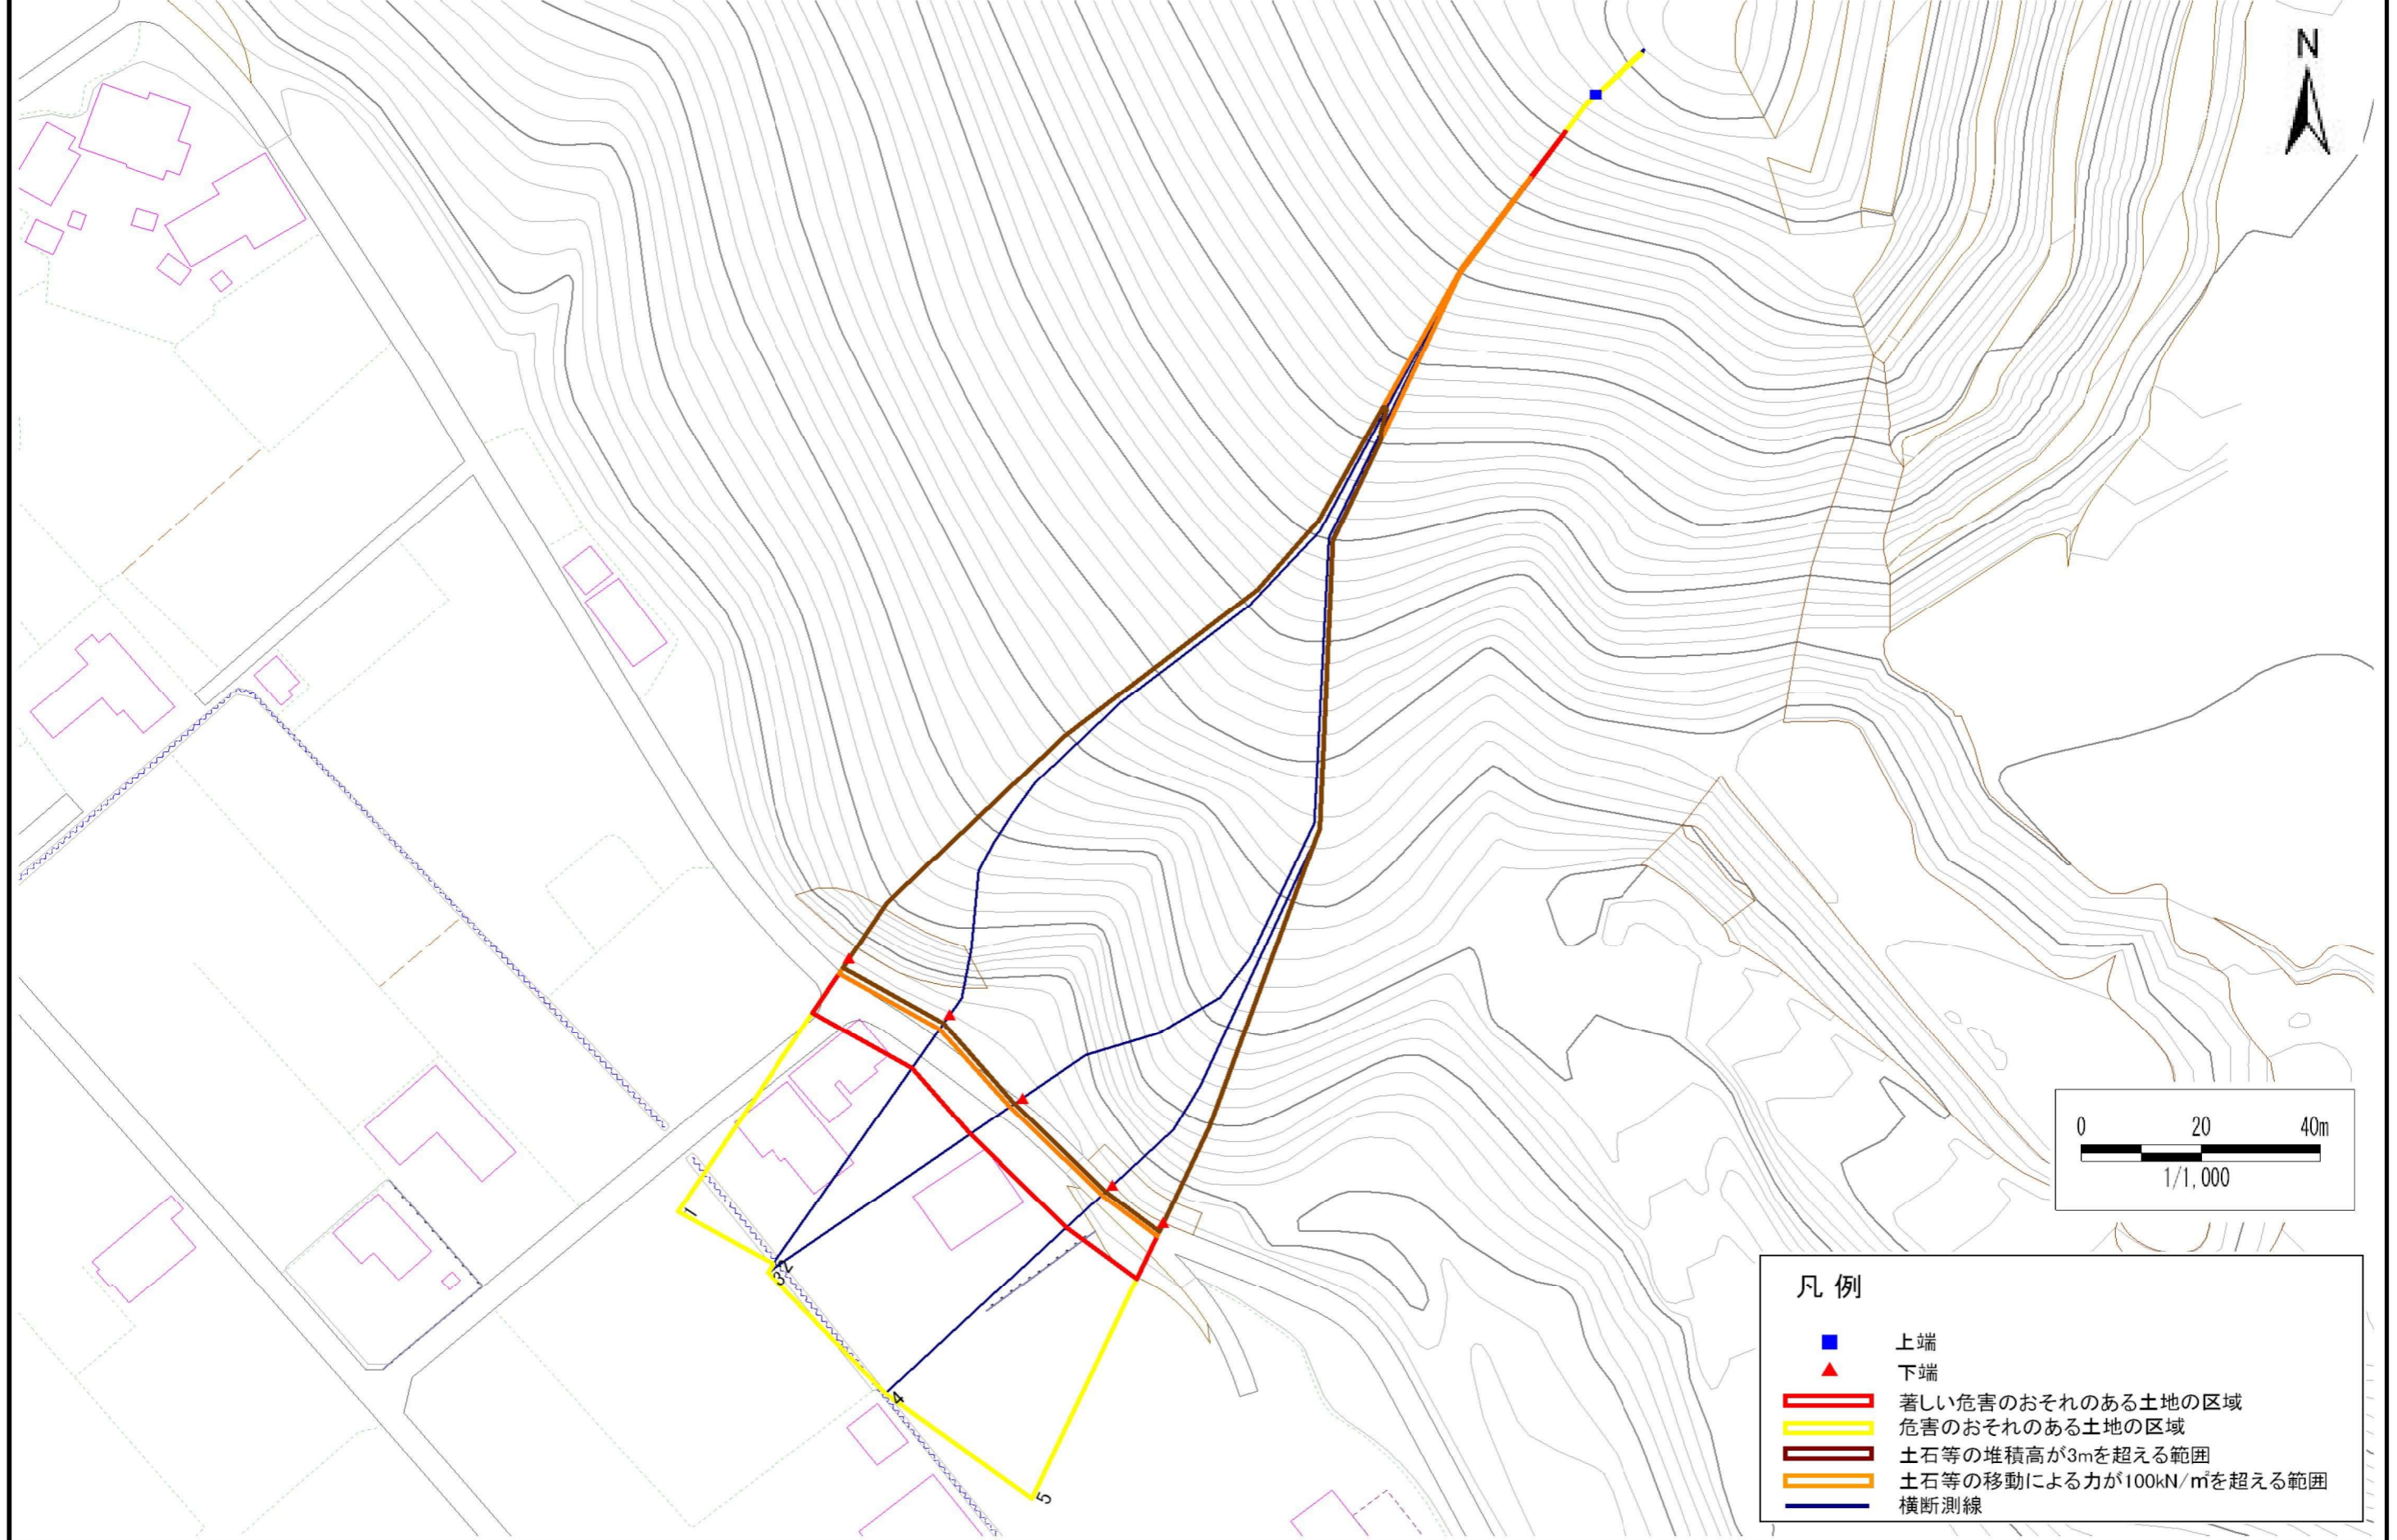 N
1
2
3
4
5
0 20 40m
1/1,000
凡 例
上端
下端
著しい危害のおそれのある土地の区域
危害のおそれのある土地の区域
土石等の堆積高が3mを超える範囲
土石等の移動による力が100kN/㎡を超える範囲
横断測線